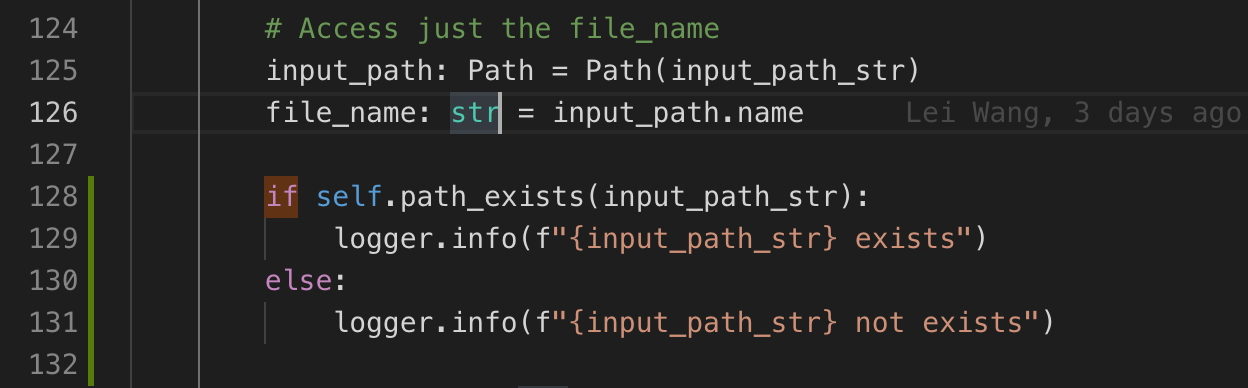 124 # Access just the file_name
125 input_path: Path = Path(input_path_str)
126 file_name: str = input_path.name Lei Wang, 3 days ago
127
128 if self.path_exists(input_path_str):
129 logger.info(f"{input_path_str} exists")
130 else:
131 logger.info(f"{input_path_str} not exists")
132